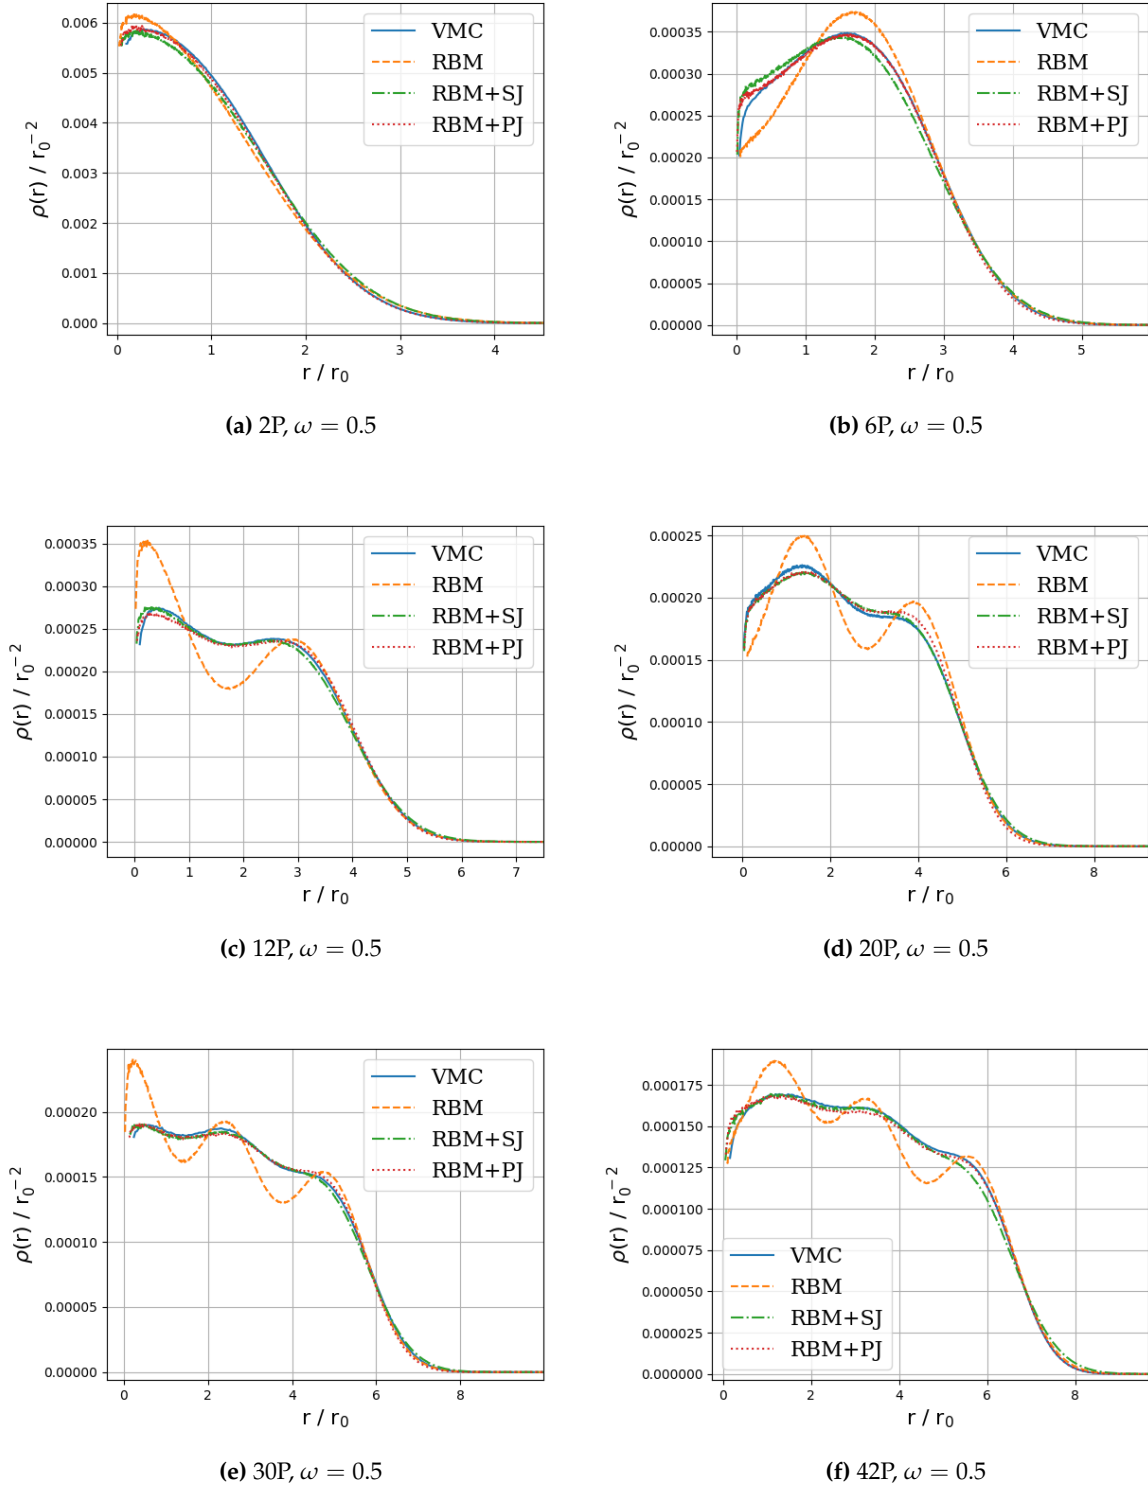 0.006
0.005
0.004
0.003
0.002
0.001
0.000
ρ(r) / r₀⁻²
VMC
RBM
RBM+SJ
RBM+PJ
0 1 2 3 4
r / r₀
(a) 2P, ω = 0.5
0.00035
0.00030
0.00025
0.00020
0.00015
0.00010
0.00005
0.00000
ρ(r) / r₀⁻²
VMC
RBM
RBM+SJ
RBM+PJ
0 1 2 3 4 5
r / r₀
(b) 6P, ω = 0.5
0.00035
0.00030
0.00025
0.00020
0.00015
0.00010
0.00005
0.00000
ρ(r) / r₀⁻²
VMC
RBM
RBM+SJ
RBM+PJ
0 1 2 3 4 5 6 7
r / r₀
(c) 12P, ω = 0.5
0.00025
0.00020
0.00015
0.00010
0.00005
0.00000
ρ(r) / r₀⁻²
VMC
RBM
RBM+SJ
RBM+PJ
0 2 4 6 8
r / r₀
(d) 20P, ω = 0.5
0.00020
0.00015
0.00010
0.00005
0.00000
ρ(r) / r₀⁻²
VMC
RBM
RBM+SJ
RBM+PJ
0 2 4 6 8
r / r₀
(e) 30P, ω = 0.5
0.000175
0.000150
0.000125
0.000100
0.000075
0.000050
0.000025
0.000000
ρ(r) / r₀⁻²
VMC
RBM
RBM+SJ
RBM+PJ
0 2 4 6 8
r / r₀
(f) 42P, ω = 0.5